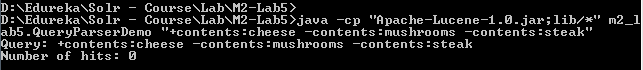 D:\Edureka\Solr - Course\Lab\M2-Lab5>
D:\Edureka\Solr - Course\Lab\M2-Lab5>java -cp "Apache-Lucene-1.0.jar;lib/*" m2_l
ab5.QueryParserDemo "+contents:cheese -contents:mushrooms -contents:steak"
Query: +contents:cheese -contents:mushrooms -contents:steak
Number of hits: 0